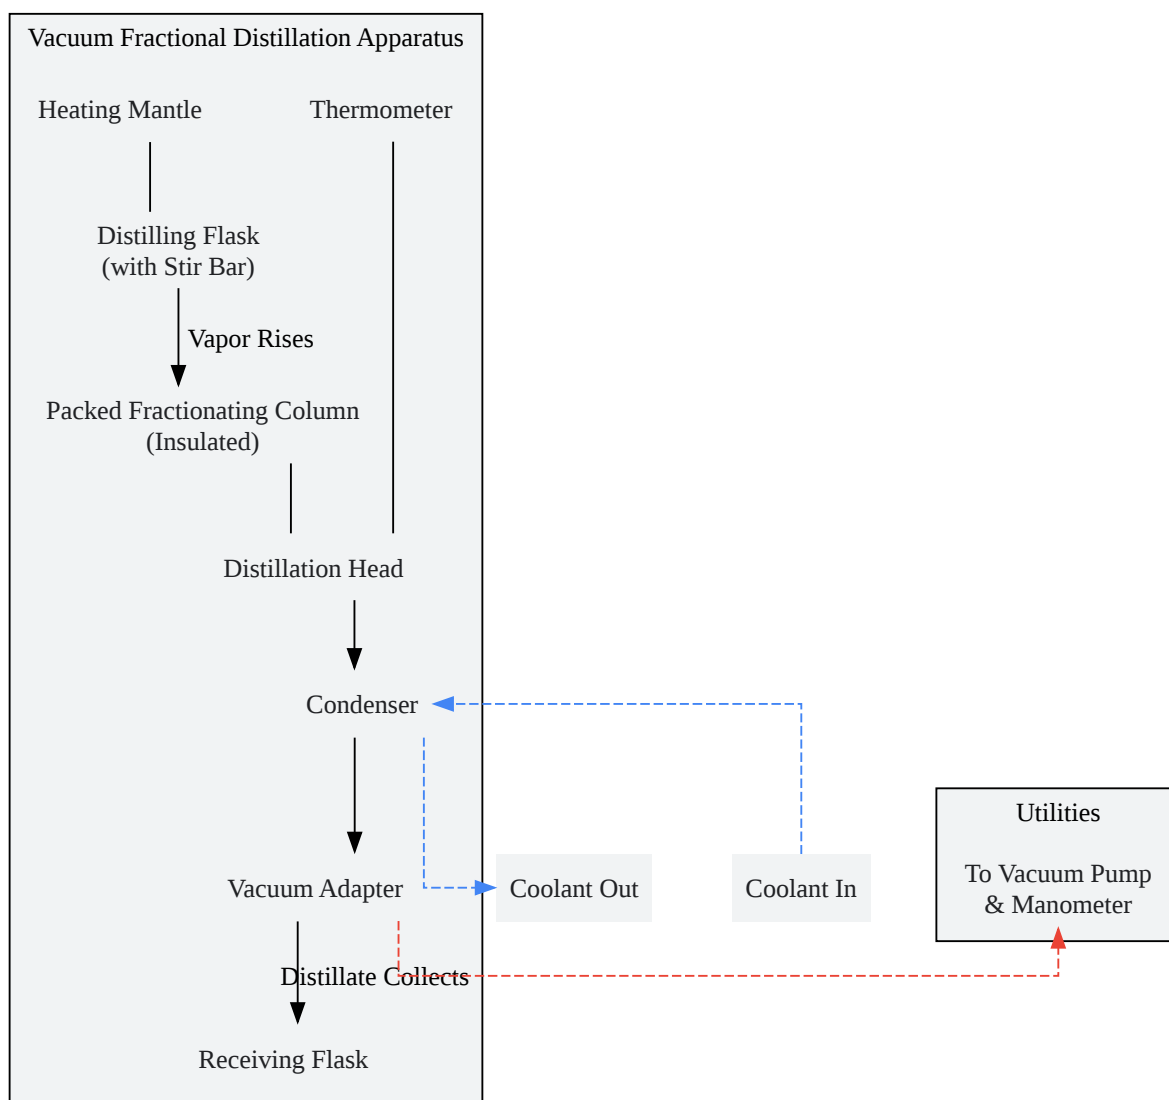 Vacuum Fractional Distillation Apparatus
Heating Mantle
Thermometer
Distilling Flask
(with Stir Bar)
Vapor Rises
Packed Fractionating Column
(Insulated)
Distillation Head
Condenser
Utilities
Vacuum Adapter
Coolant Out
Coolant In
To Vacuum Pump
& Manometer
Distillate Collects
Receiving Flask